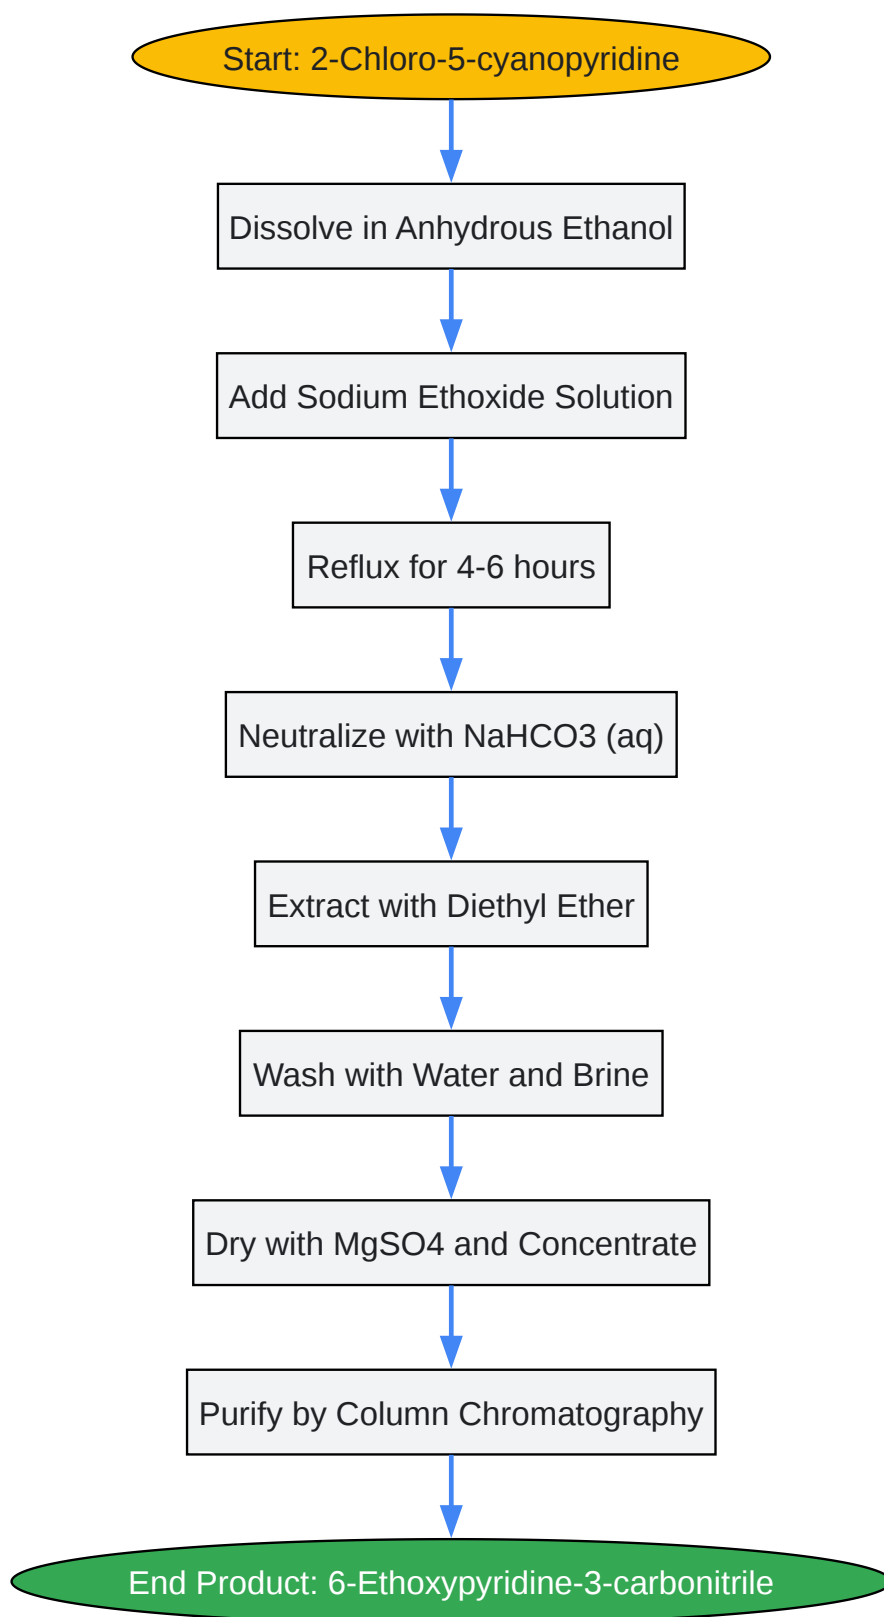 Start: 2-Chloro-5-cyanopyridine
Dissolve in Anhydrous Ethanol
Add Sodium Ethoxide Solution
Reflux for 4-6 hours
Neutralize with NaHCO3 (aq)
Extract with Diethyl Ether
Wash with Water and Brine
Dry with MgSO4 and Concentrate
Purify by Column Chromatography
End Product: 6-Ethoxypyridine-3-carbonitrile